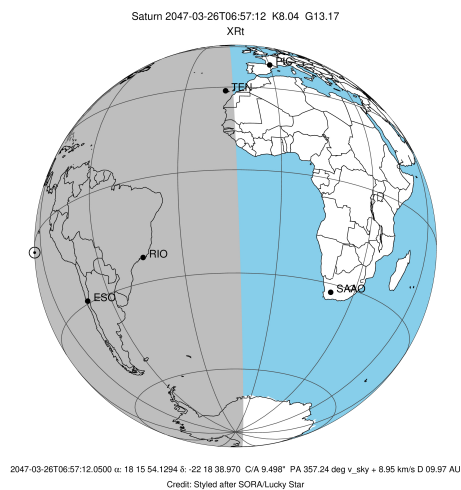 Saturn 2047-03-26T06:57:12 K8.04 G13.17
XRt
PIC
TEN
RIO
SAAO
ESO
2047-03-26T06:57:12.0500 α: 18 15 54.1294 δ: -22 18 38.970 C/A 9.498" PA 357.24 deg v_sky + 8.95 km/s D 09.97 AU
Credit: Styled after SORA/Lucky Star